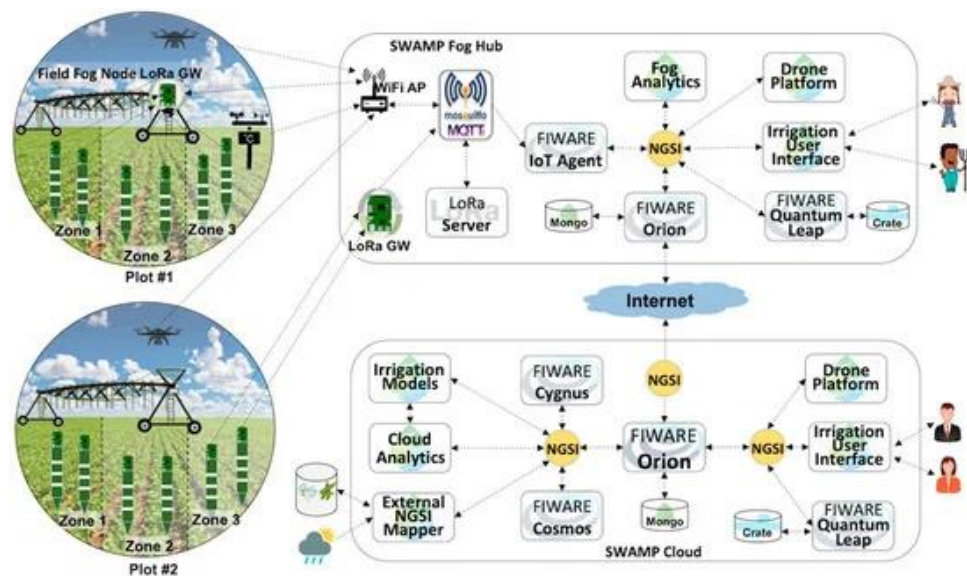 Field Fog Node LoRa GW
Zone 1
Zone 2
Zone 3
Plot #1
SWAMP Fog Hub
WiFi AP
mosquitto
MQTT
LoRa
Server
LoRa GW
FIWARE
IoT Agent
Fog
Analytics
NGSI
Drone
Platform
Irrigation
User
Interface
Mongo
FIWARE
Orion
FIWARE
Quantum
Leap
Crate
Internet
Zone 1
Zone 2
Zone 3
Plot #2
Irrigation
Models
FIWARE
Cygnus
NGSI
Drone
Platform
Cloud
Analytics
NGSI
FIWARE
Orion
NGSI
Irrigation
User
Interface
External
NGSI
Mapper
FIWARE
Cosmos
Mongo
Crate
FIWARE
Quantum
Leap
SWAMP Cloud